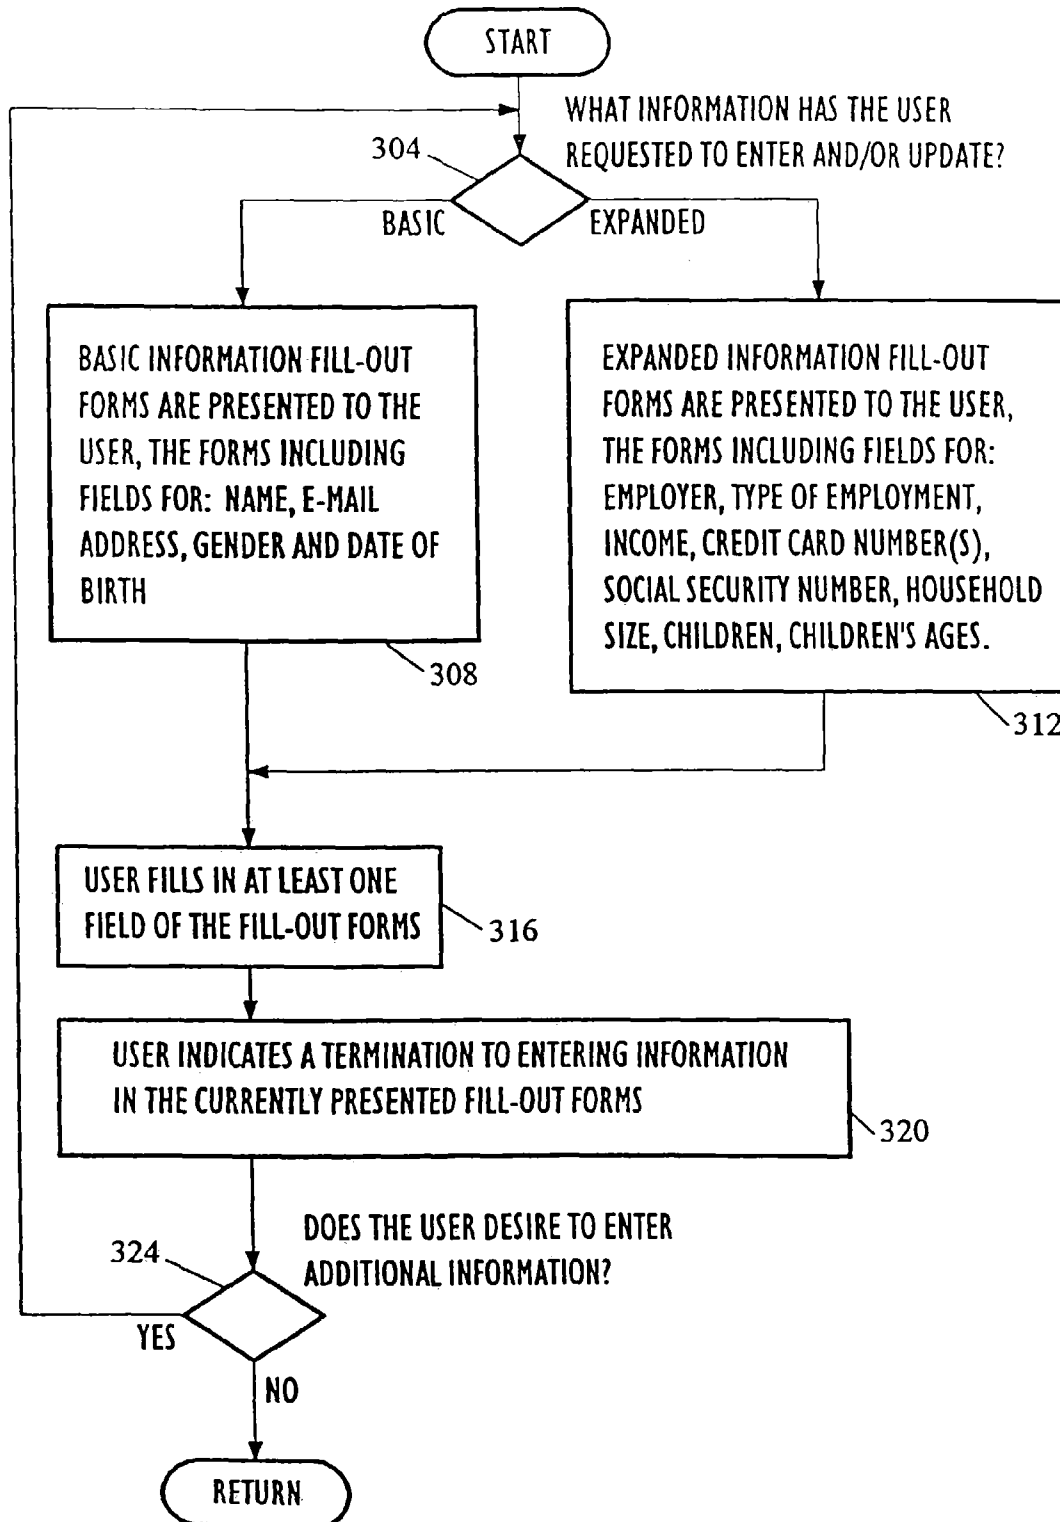 START
WHAT INFORMATION HAS THE USER
REQUESTED TO ENTER AND/OR UPDATE?
304
BASIC
EXPANDED
BASIC INFORMATION FILL-OUT
FORMS ARE PRESENTED TO THE
USER, THE FORMS INCLUDING
FIELDS FOR: NAME, E-MAIL
ADDRESS, GENDER AND DATE OF
BIRTH
308
EXPANDED INFORMATION FILL-OUT
FORMS ARE PRESENTED TO THE USER,
THE FORMS INCLUDING FIELDS FOR:
EMPLOYER, TYPE OF EMPLOYMENT,
INCOME, CREDIT CARD NUMBER(S),
SOCIAL SECURITY NUMBER, HOUSEHOLD
SIZE, CHILDREN, CHILDREN'S AGES.
312
USER FILLS IN AT LEAST ONE
FIELD OF THE FILL-OUT FORMS
316
USER INDICATES A TERMINATION TO ENTERING INFORMATION
IN THE CURRENTLY PRESENTED FILL-OUT FORMS
320
DOES THE USER DESIRE TO ENTER
ADDITIONAL INFORMATION?
324
YES
NO
RETURN